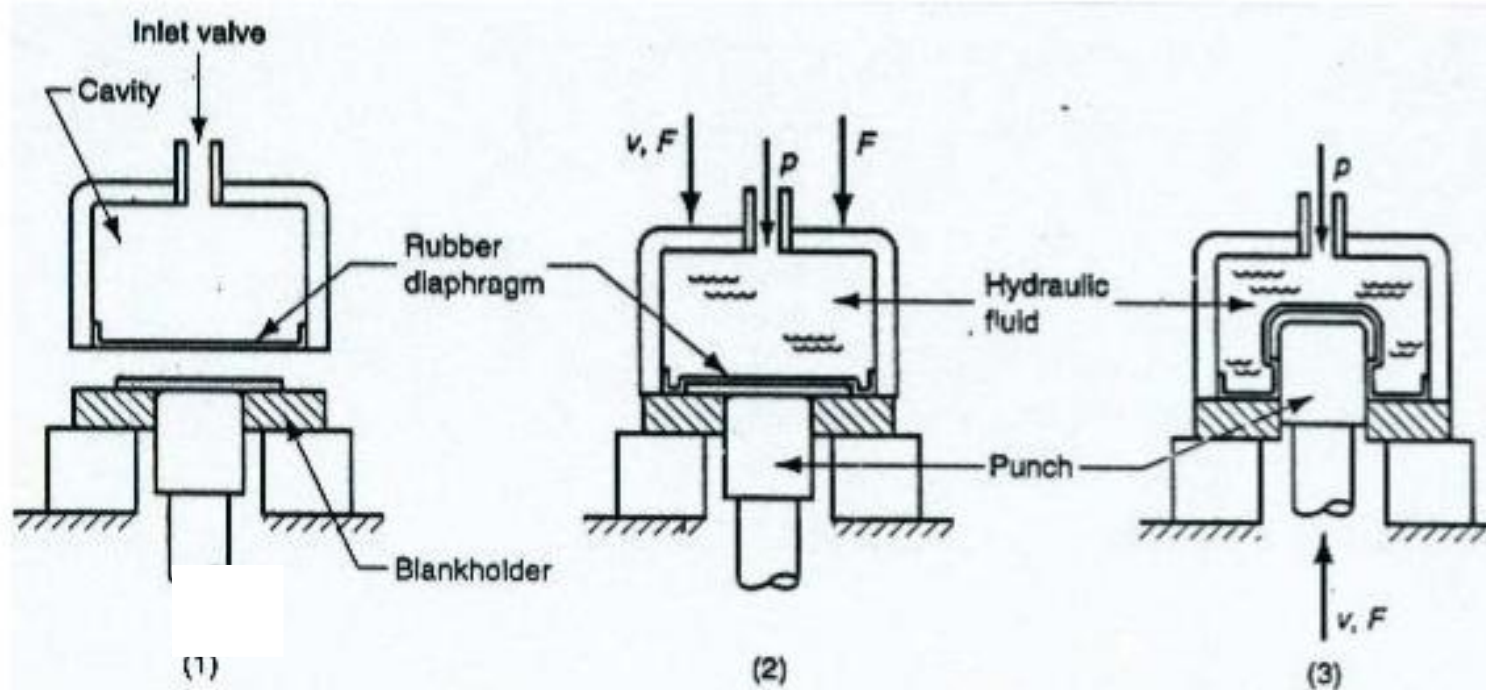 Inlet valve
Cavity
Rubber
diaphragm
Blankholder
v, F
p
F
Hydraulic
fluid
Punch
p
v, F
(1)
(2)
(3)